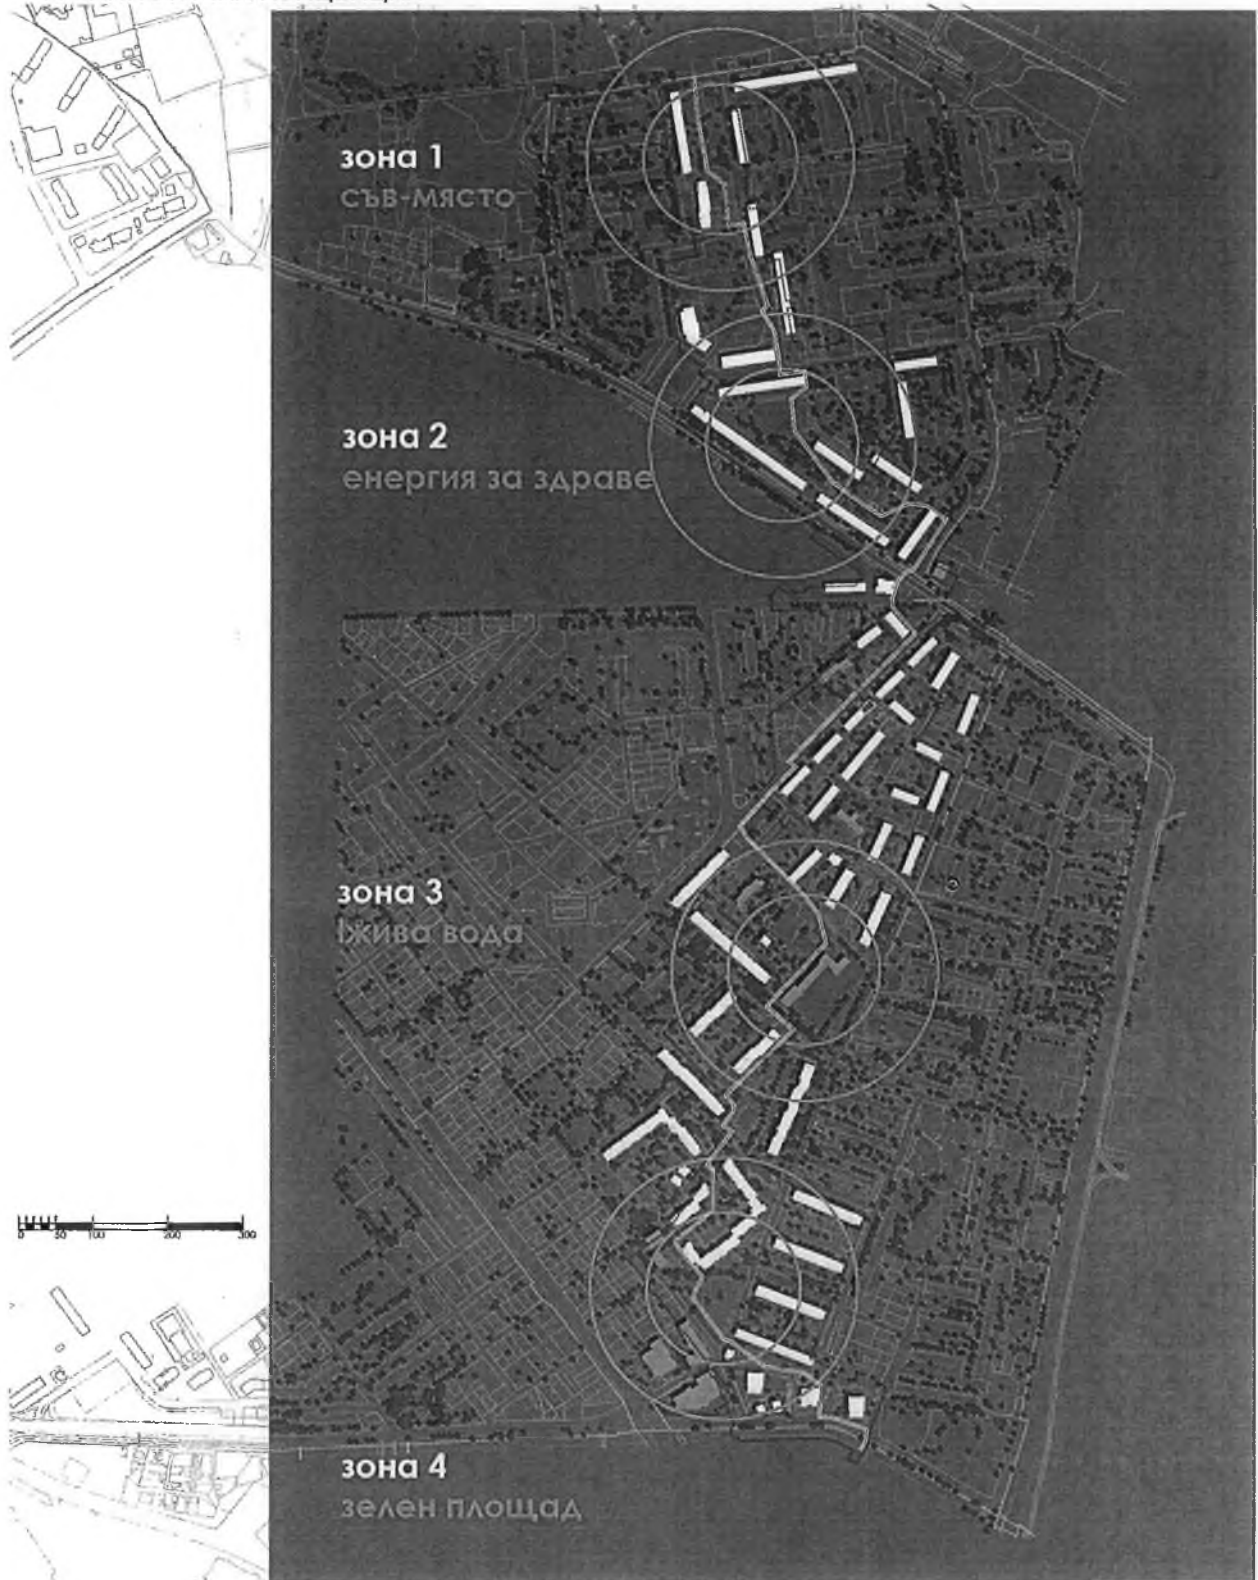 зона 1
съв-място
зона 2
енергия за здраве
зона 3
жива вода
0 50 100 200 300
зона 4
зелен площад